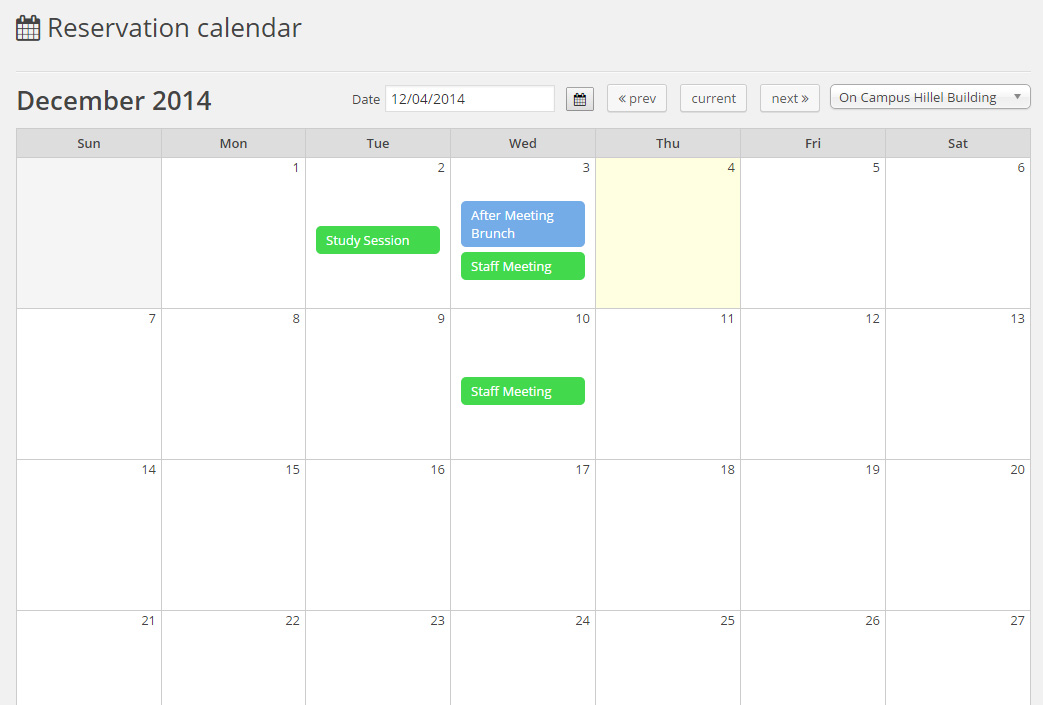 Reservation calendar
December 2014
Date 12/04/2014 « prev current next » On Campus Hillel Building
Sun Mon Tue Wed Thu Fri Sat
1 2 3 4 5 6
After Meeting
Brunch
Study Session
Staff Meeting
7 8 9 10 11 12 13
Staff Meeting
14 15 16 17 18 19 20
21 22 23 24 25 26 27